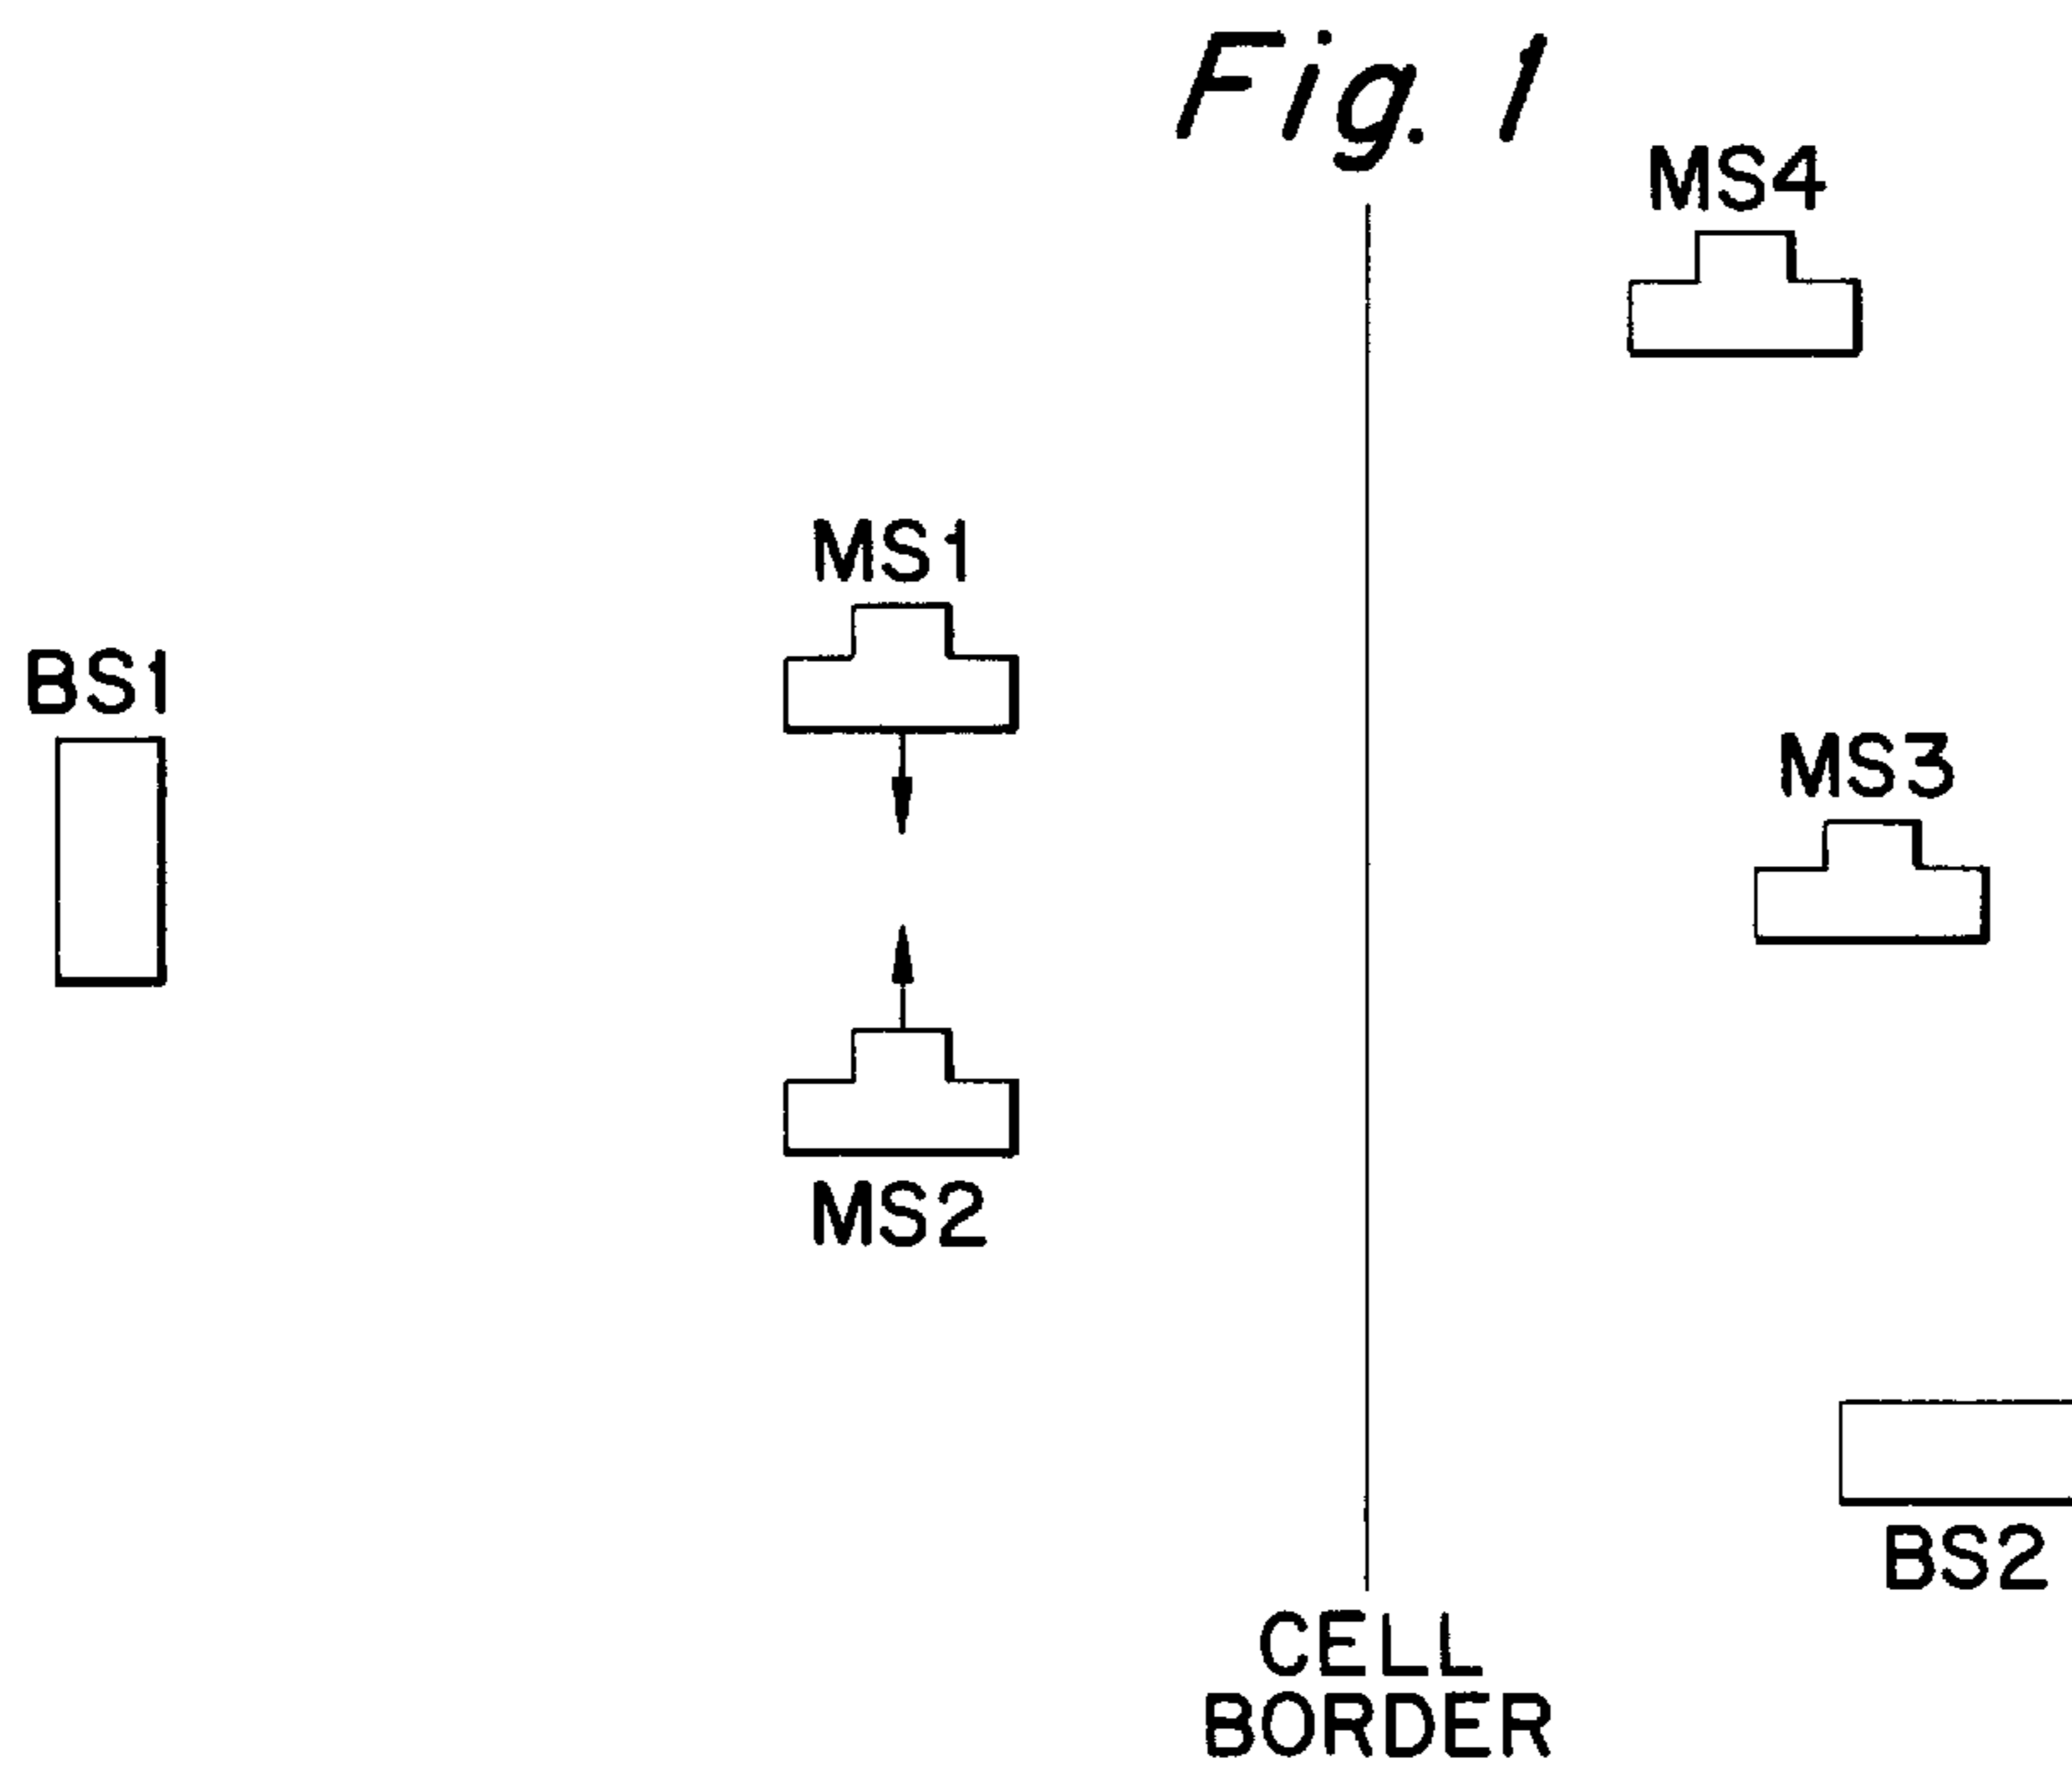 Fig. 1
MS4
MS1
BS1
MS3
MS2
BS2
CELL
BORDER